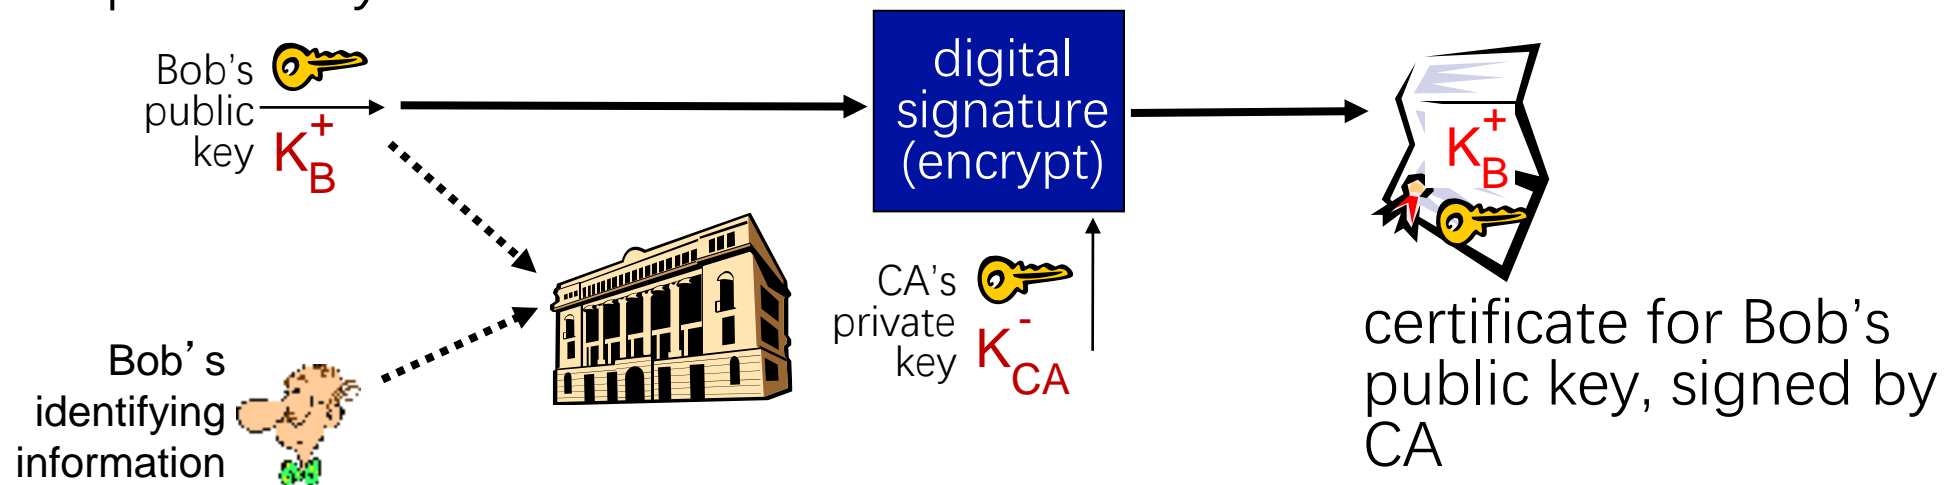 Bob's
public
key
K+B
digital
signature
(encrypt)
K+B
CA's
private
key
K-CA
certificate for Bob's
public key, signed by
CA
Bob's
identifying
information